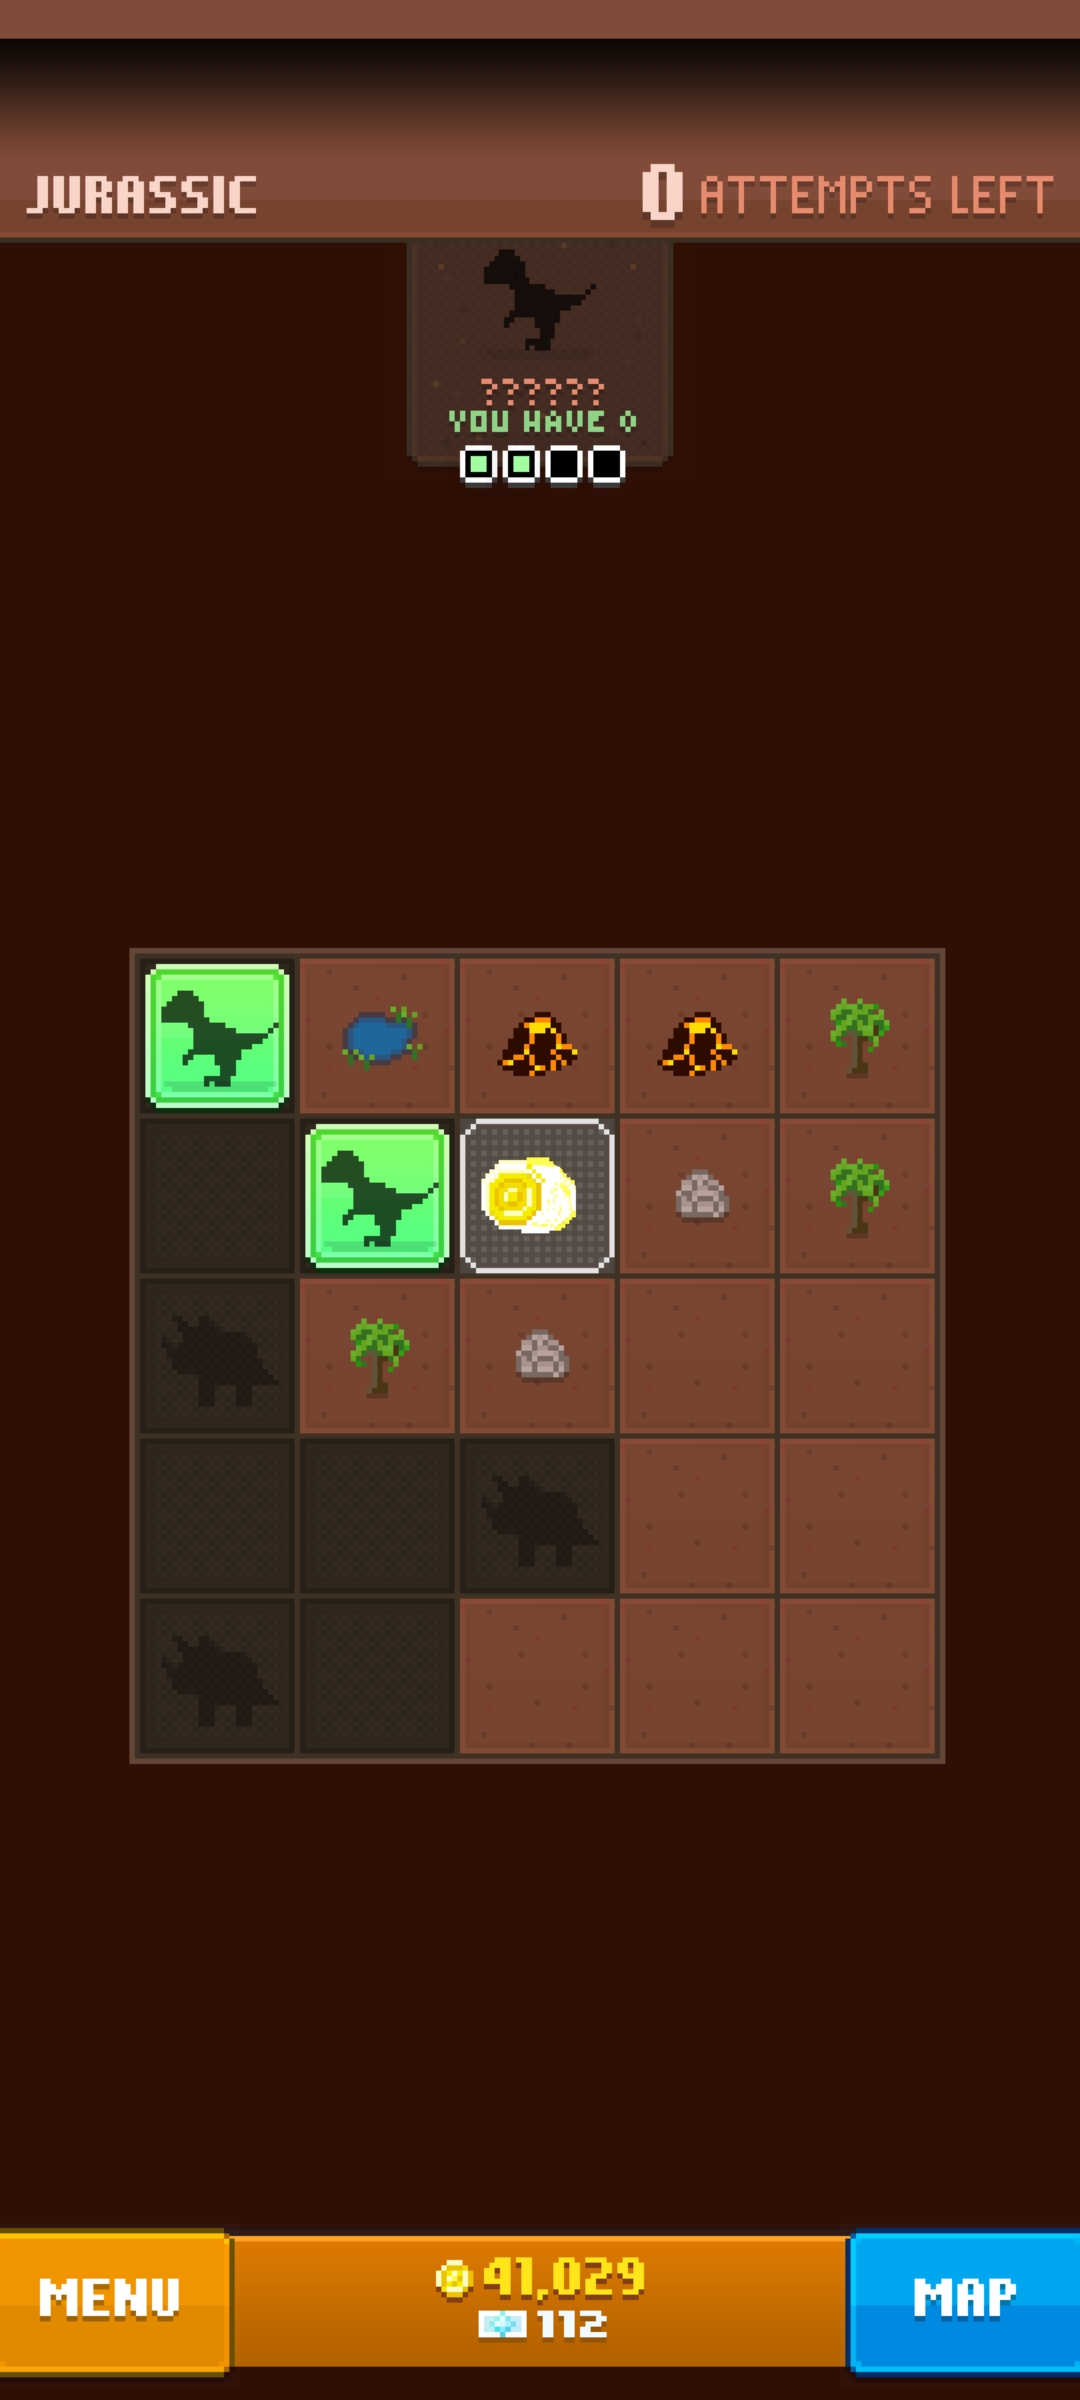 JURASSIC
0 ATTEMPTS LEFT
??????
YOU HAVE 0
MENU
41,029
112
MAP